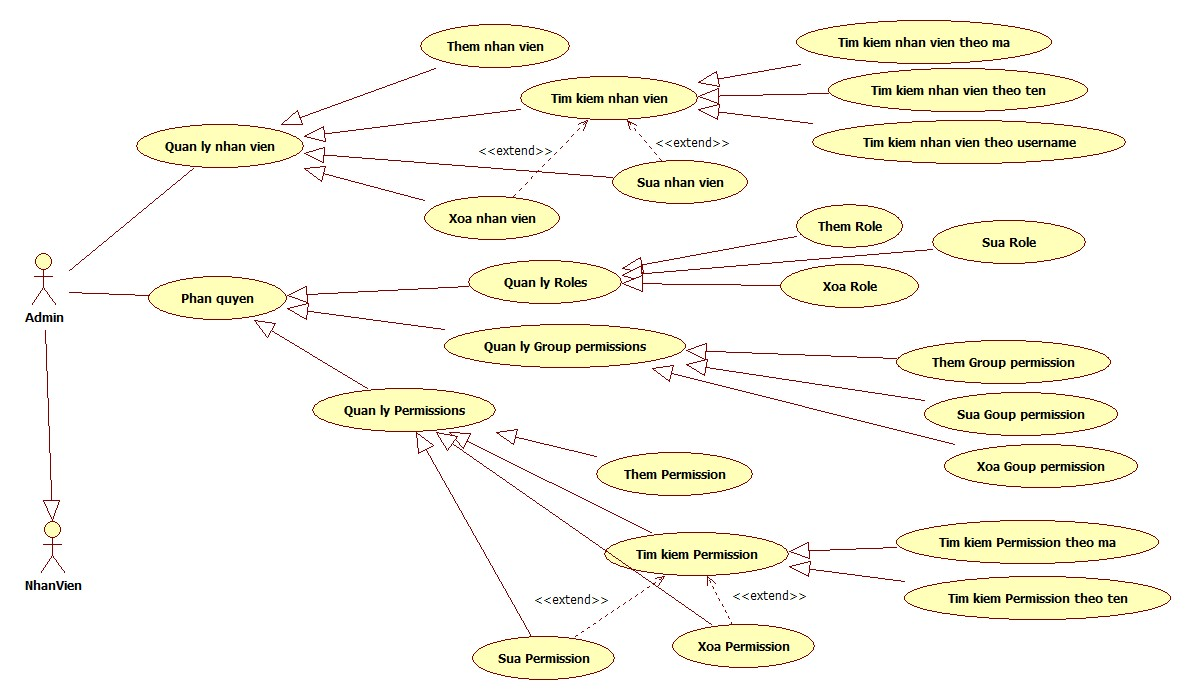 Them nhan vien
Tim kiem nhan vien theo ma
Tim kiem nhan vien
Tim kiem nhan vien theo ten
Quan ly nhan vien
<<extend>>
<<extend>>
Tim kiem nhan vien theo username
Sua nhan vien
Xoa nhan vien
Them Role
Sua Role
Quan ly Roles
Xoa Role
Phan quyen
Admin
Quan ly Group permissions
Them Group permission
Quan ly Permissions
Sua Goup permission
Xoa Goup permission
Them Permission
Tim kiem Permission
Tim kiem Permission theo ma
NhanVien
<<extend>>
<<extend>>
Tim kiem Permission theo ten
Sua Permission
Xoa Permission